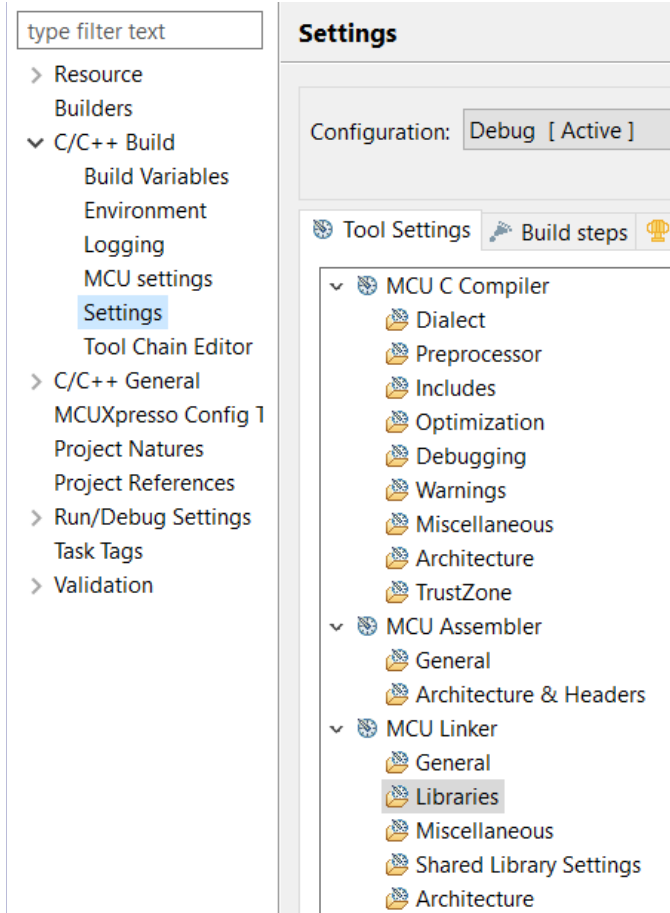 type filter text
Resource
Builders
C/C++ Build
Build Variables
Environment
Logging
MCU settings
Settings
Tool Chain Editor
C/C++ General
MCUXpresso Config T
Project Natures
Project References
Run/Debug Settings
Task Tags
Validation
Settings
Configuration: Debug [ Active ]
Tool Settings Build steps
MCU C Compiler
Dialect
Preprocessor
Includes
Optimization
Debugging
Warnings
Miscellaneous
Architecture
TrustZone
MCU Assembler
General
Architecture & Headers
MCU Linker
General
Libraries
Miscellaneous
Shared Library Settings
Architecture